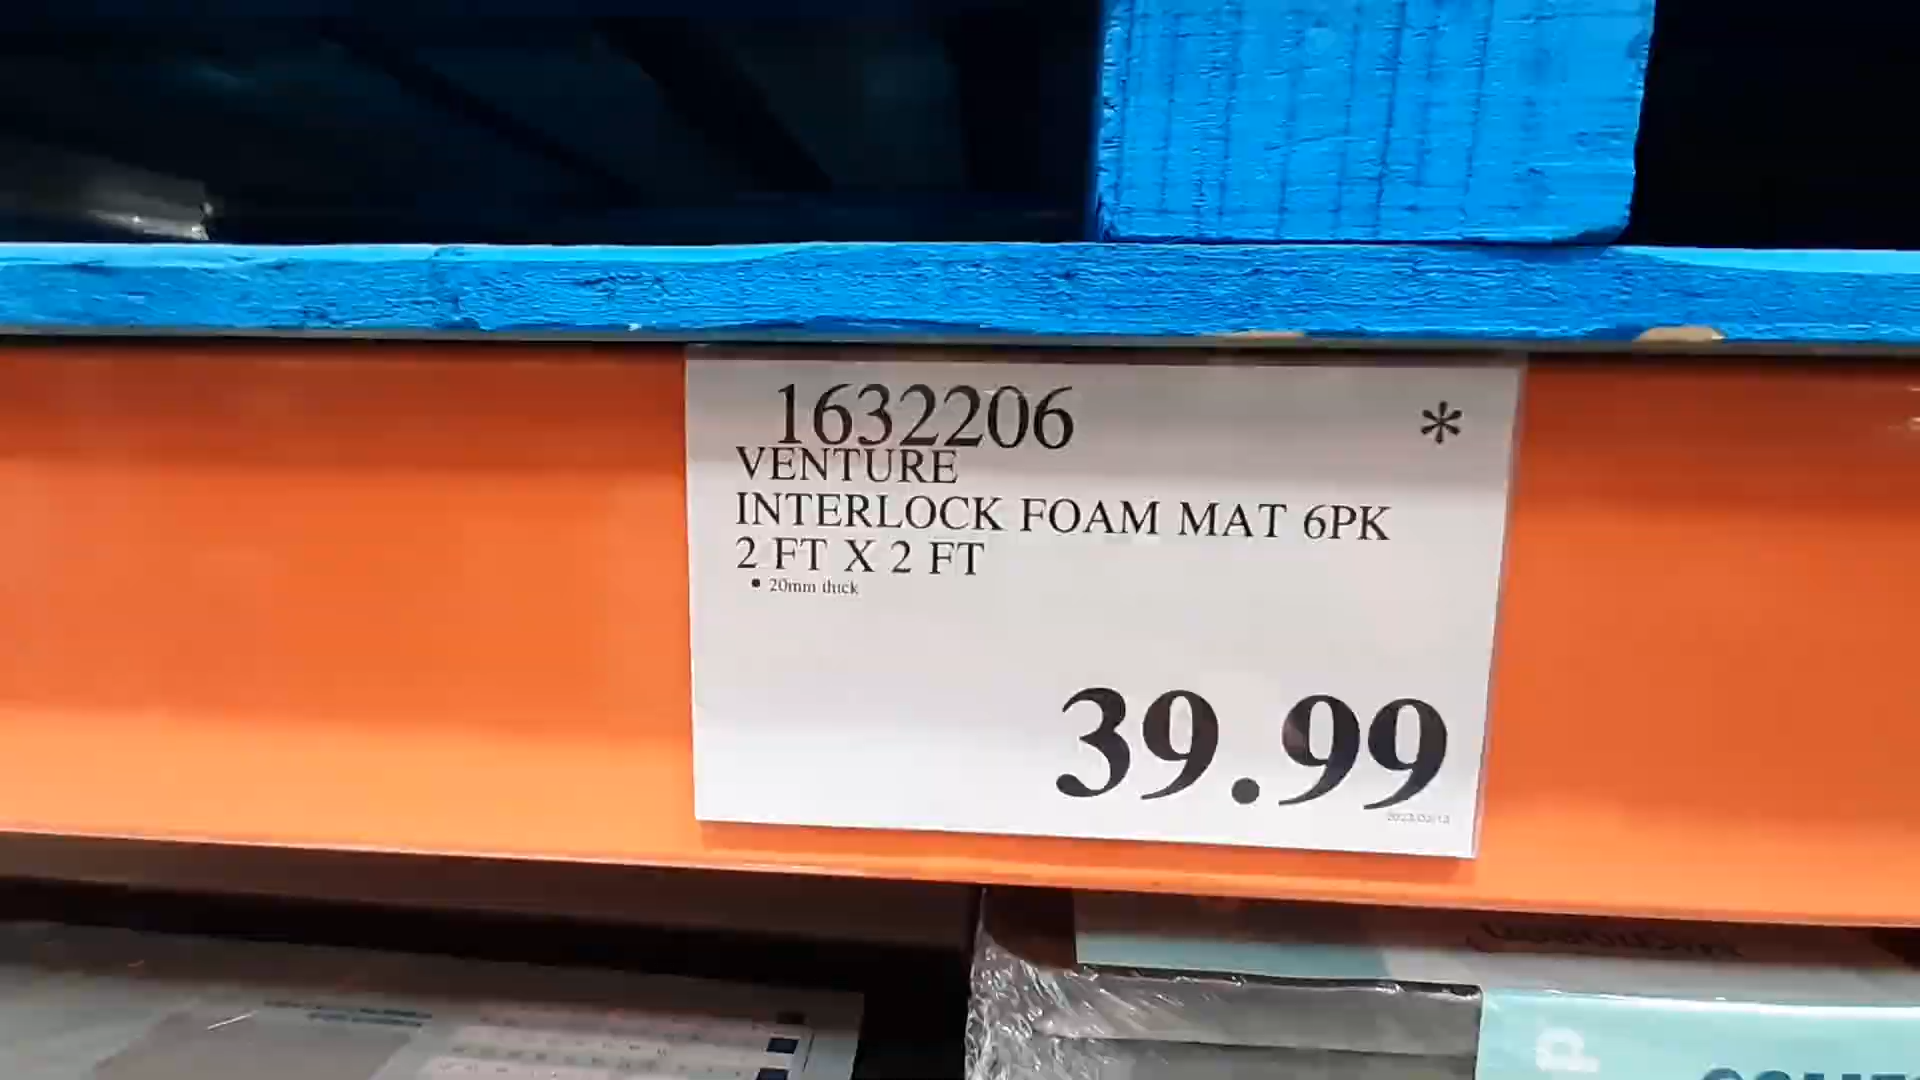 1632206 *
VENTURE
INTERLOCK FOAM MAT 6PK
2 FT X 2 FT
• 20mm thick
39.99